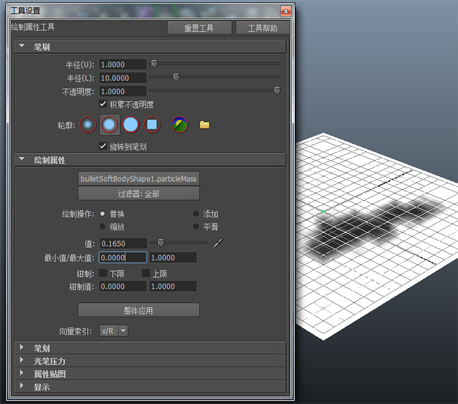 工具设置
绘制属性工具 重置工具 工具帮助
笔刷
半径(U): 1.0000
半径(L): 10.0000
不透明度: 1.0000
积累不透明度
轮廓:
旋转到笔划
绘制属性
bulletSoftBodyShape1.particleMass
过滤器: 全部
绘制操作: 替换 添加
缩放 平滑
值: 0.1650
最小值/最大值: 0.0000 1.0000
钳制: 下限 上限
钳制值: 0.0000 1.0000
整体应用
向量索引: x/R
笔划
光笔压力
属性贴图
显示